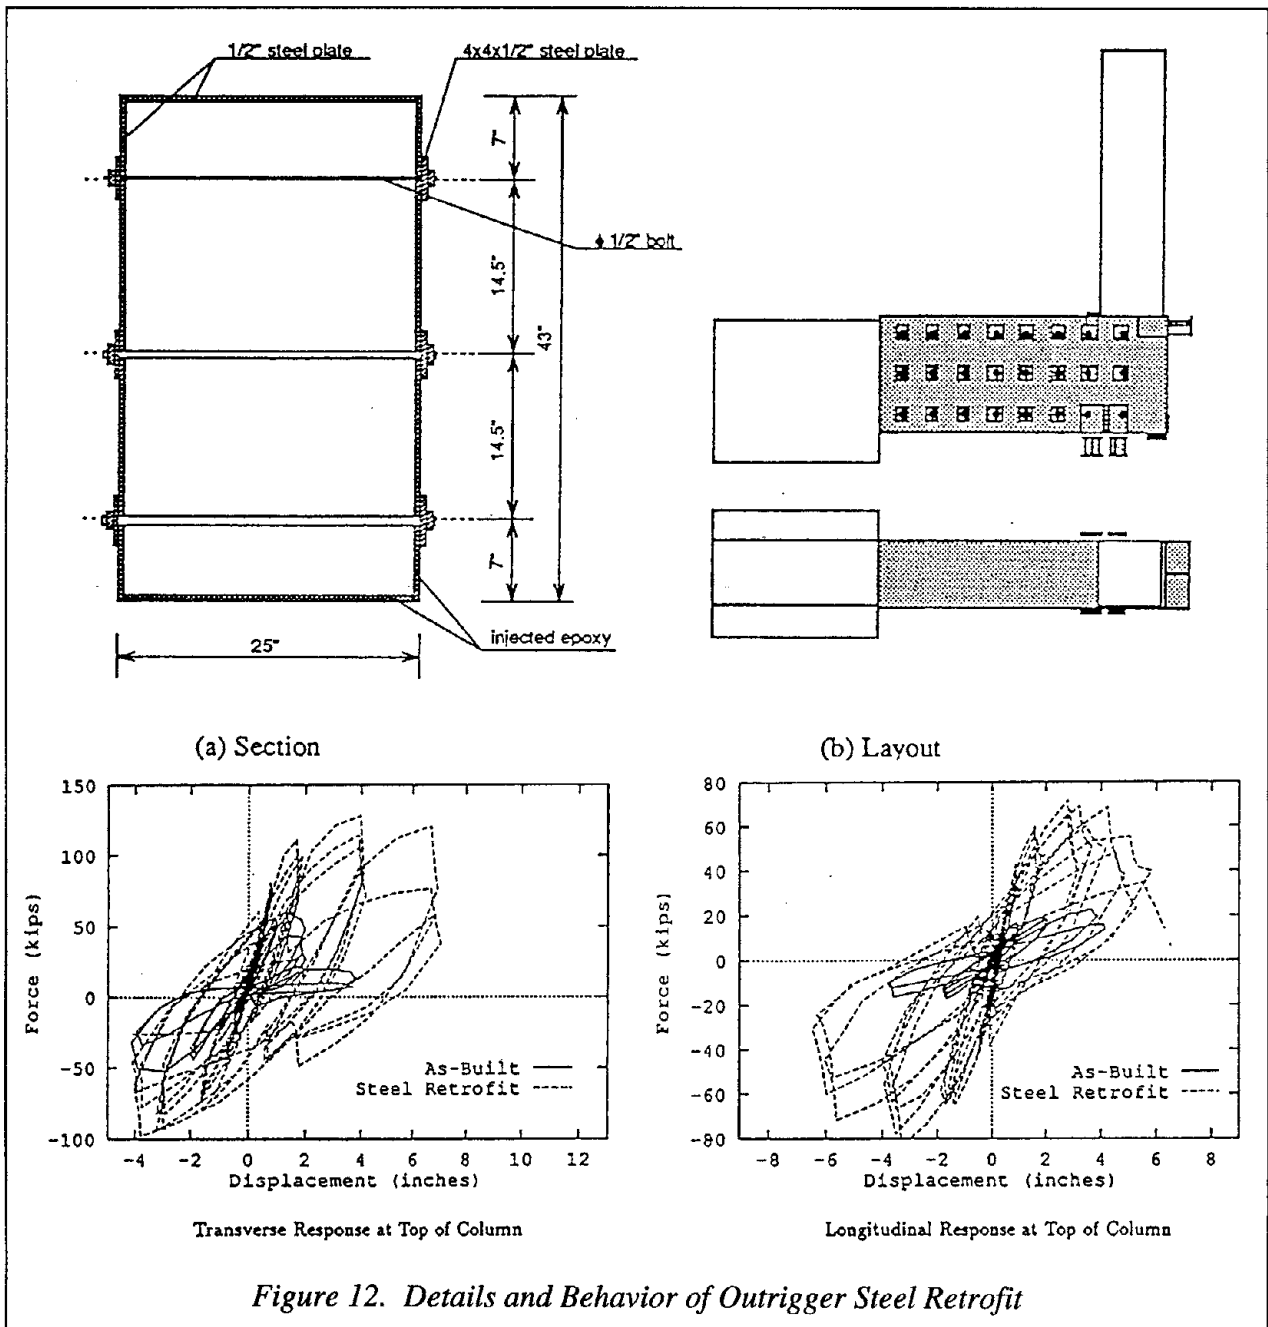 1/2" steel plate
4x4x1/2" steel plate
7"
ϕ 1/2" bolt
14.5"
43"
14.5"
7"
injected epoxy
25"
(a) Section
(b) Layout
150
100
50
0
-50
-100
Force (kips)
As-Built
Steel Retrofit
-4 -2 0 2 4 6 8 10 12
Displacement (inches)
Transverse Response at Top of Column
80
60
40
20
0
-20
-40
-60
-80
Force (kips)
As-Built
Steel Retrofit
-8 -6 -4 -2 0 2 4 6 8
Displacement (inches)
Longitudinal Response at Top of Column
Figure 12. Details and Behavior of Outrigger Steel Retrofit